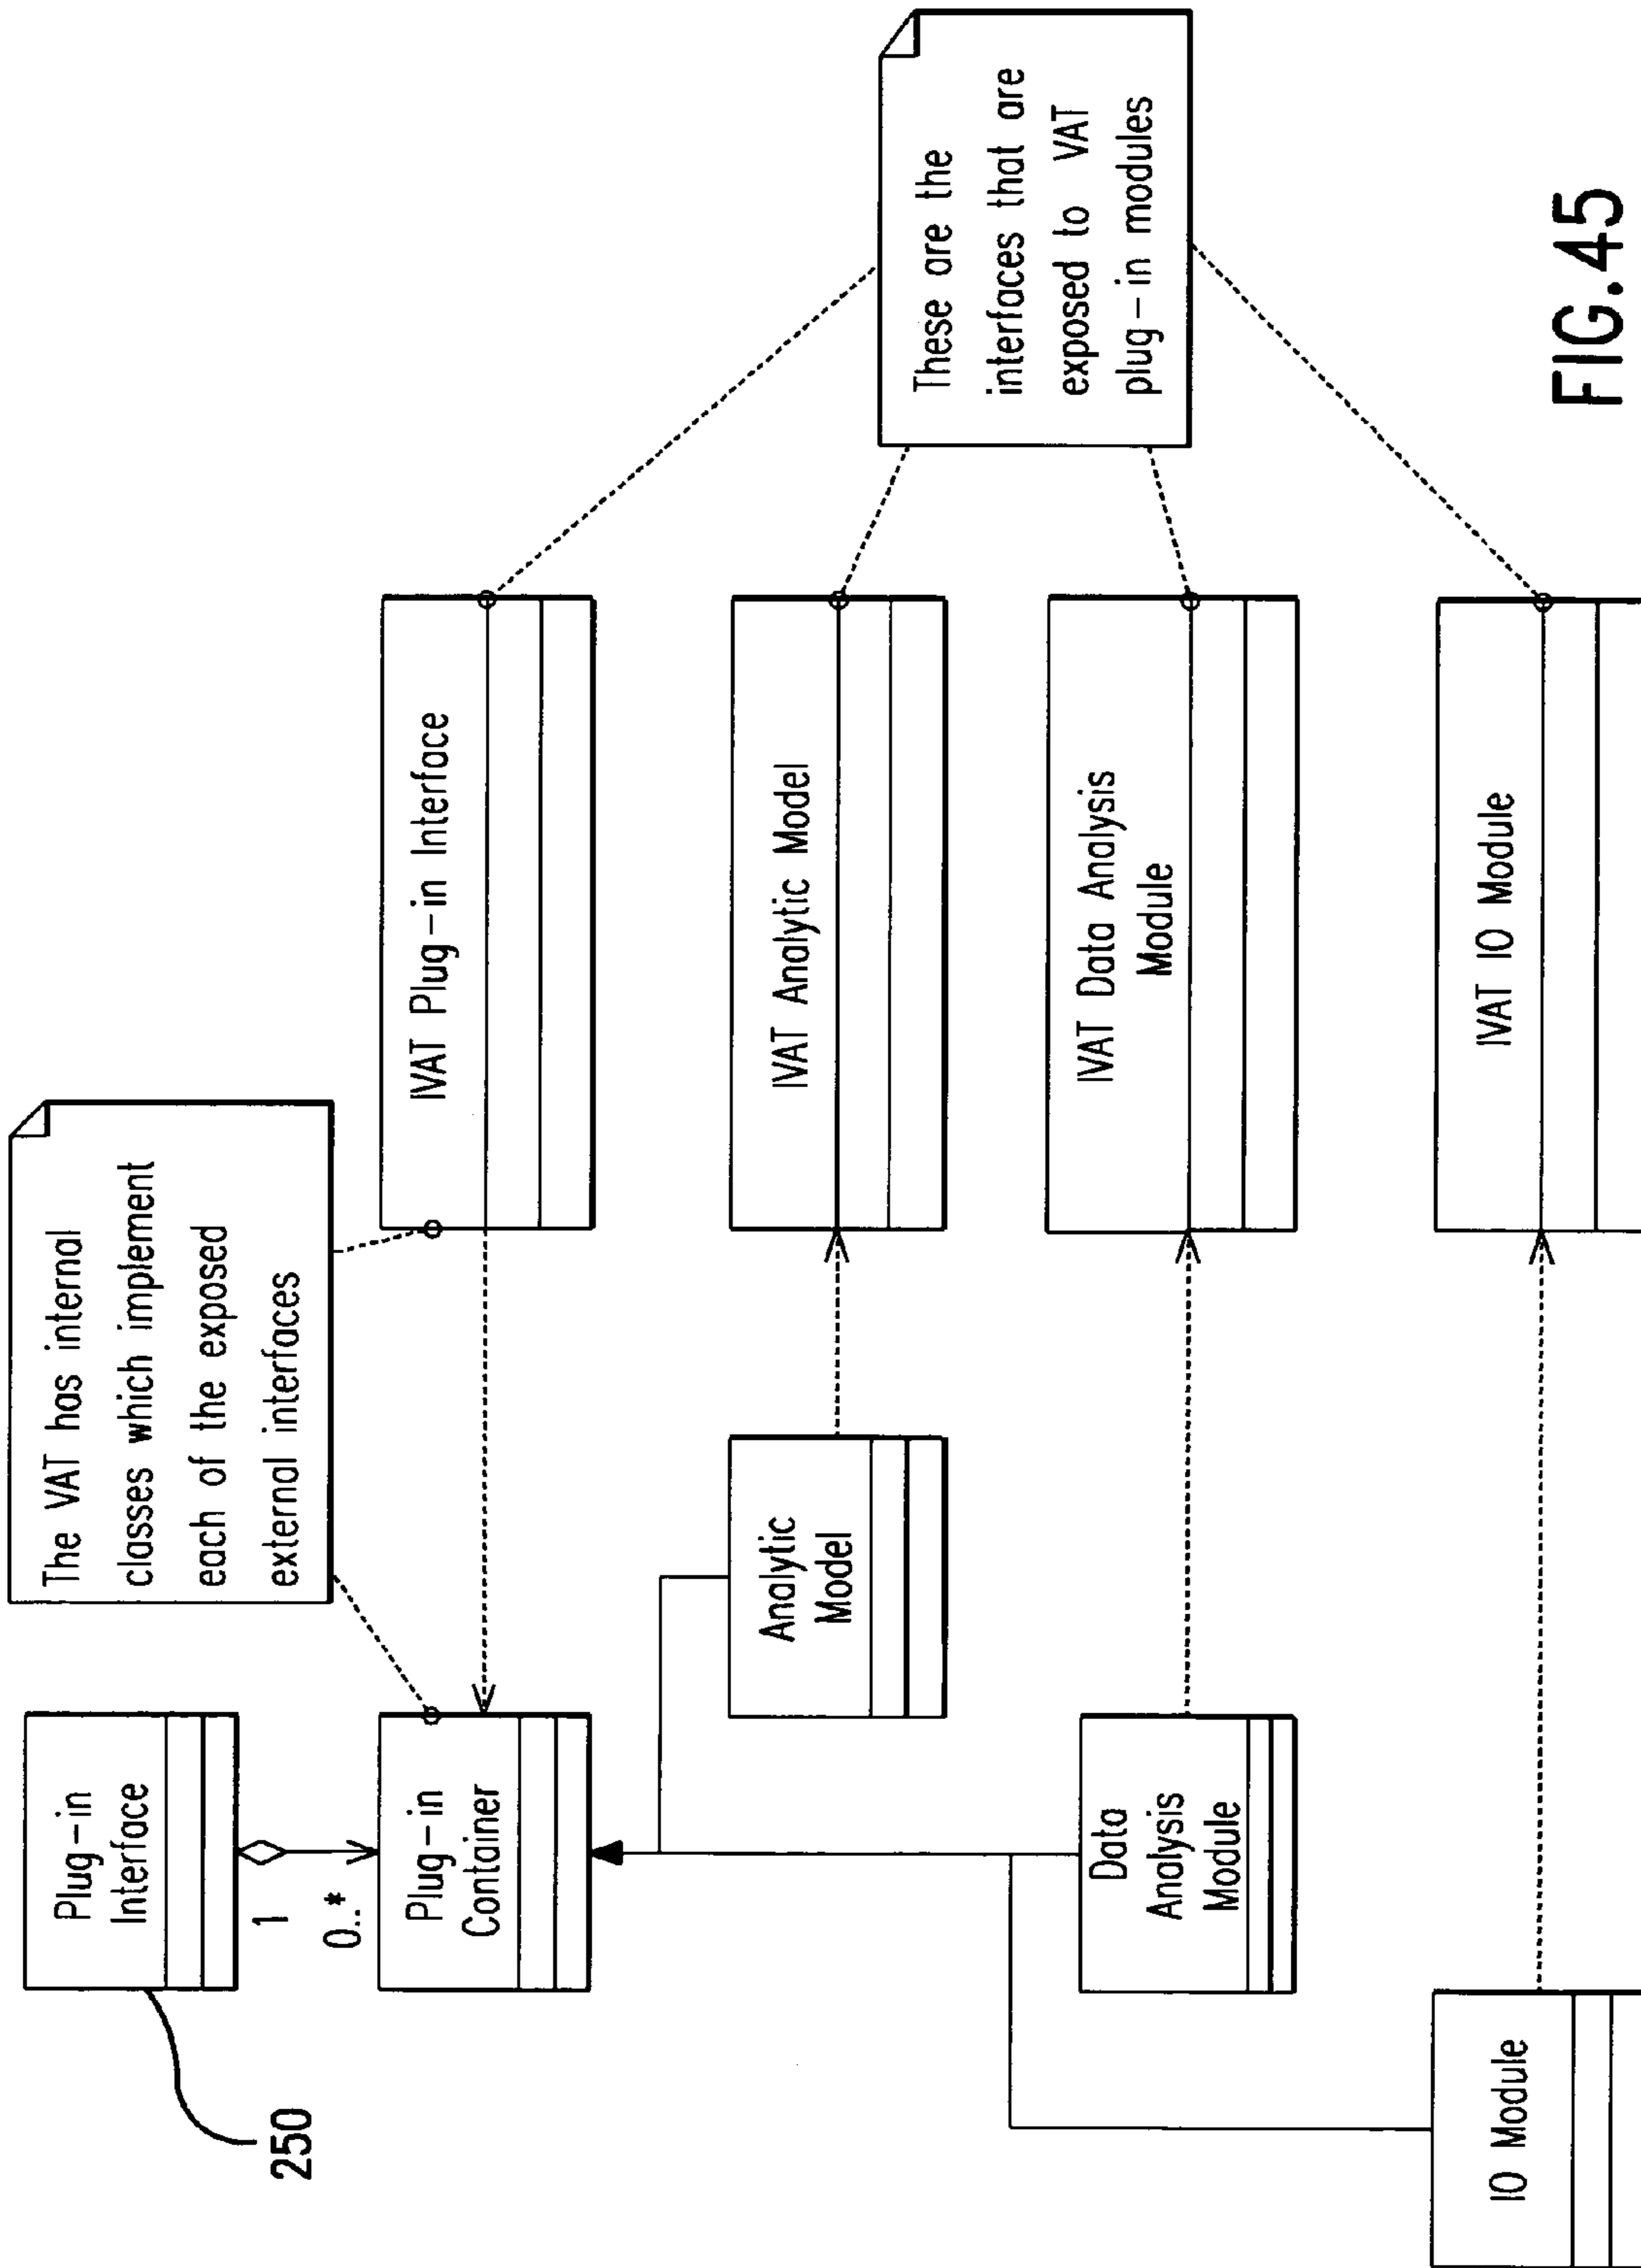 250
Plug-in
Interface
1
0..*
Plug-in
Container
The VAT has internal
classes which implement
each of the exposed
external interfaces
IVAT Plug-in Interface
Analytic
Model
IVAT Analytic Model
Data
Analysis
Module
IVAT Data Analysis
Module
IO Module
IVAT IO Module
These are the
interfaces that are
exposed to VAT
plug-in modules
FIG.45